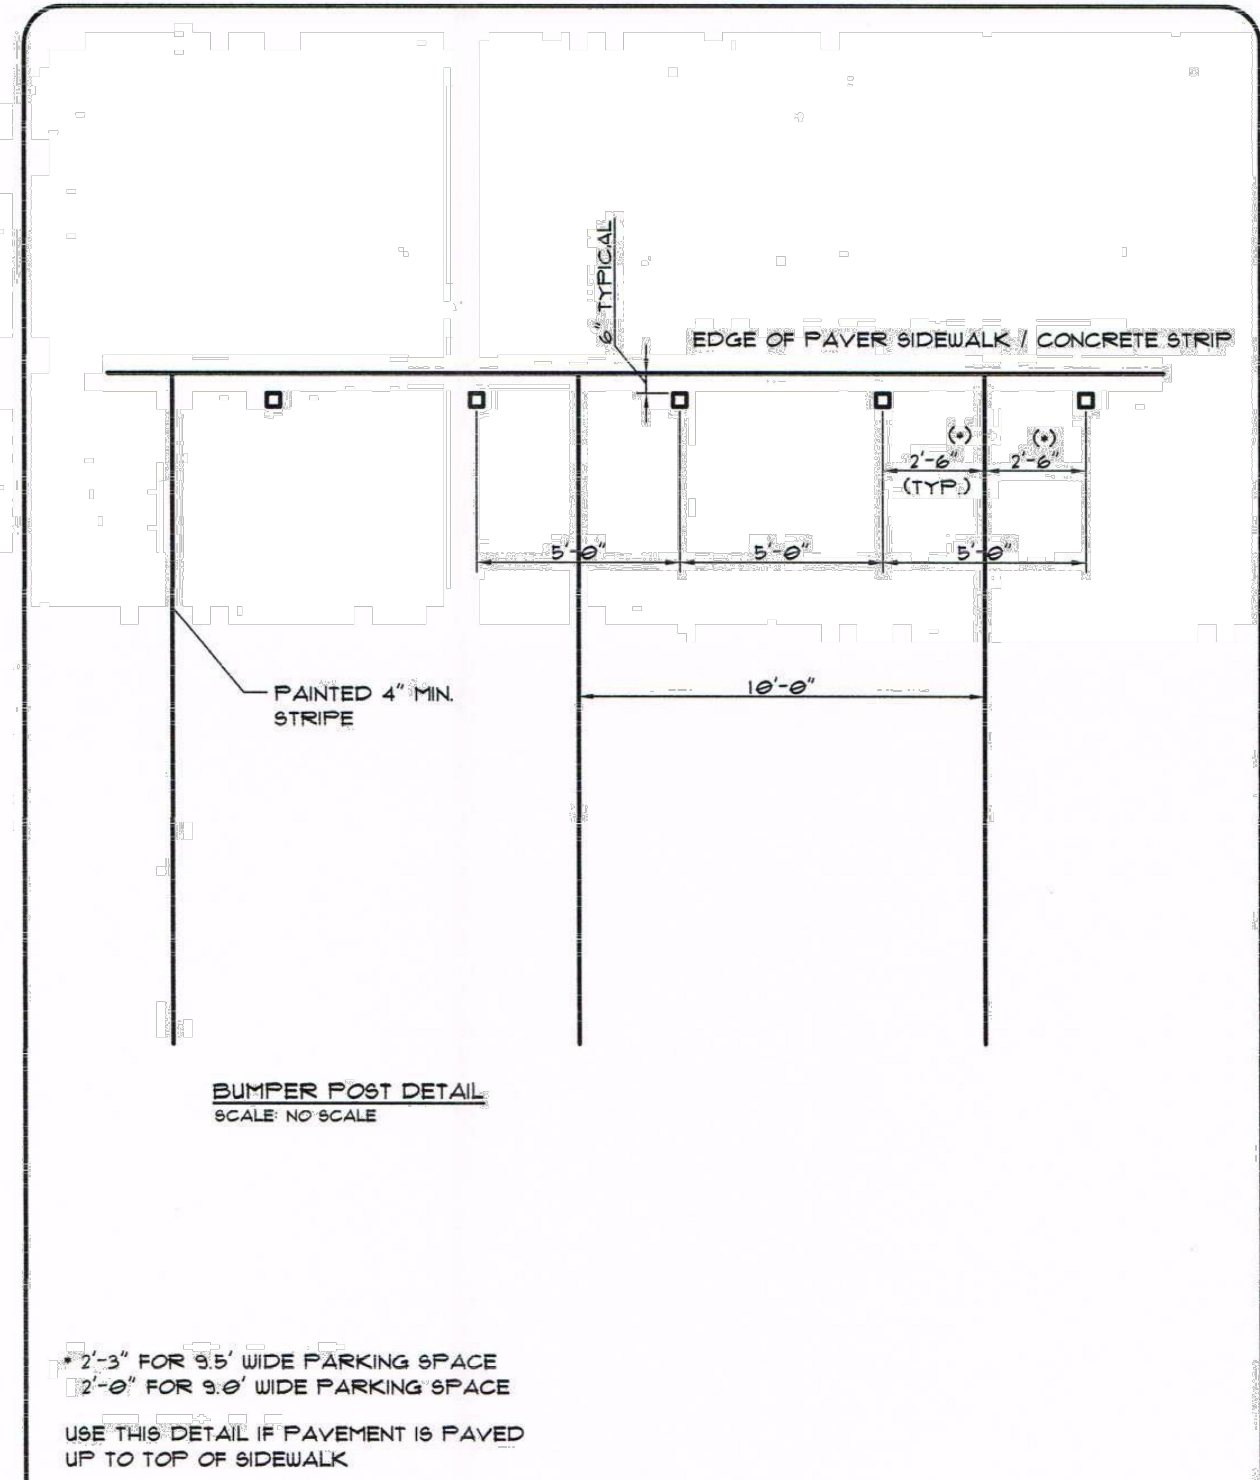 6" TYPICAL
EDGE OF PAVER SIDEWALK / CONCRETE STRIP
(*)
(*)
2'-6"
2'-6"
(TYP.)
5'-0"
5'-0"
5'-0"
10'-0"
PAINTED 4" MIN.
STRIPE
BUMPER POST DETAIL
SCALE: NO SCALE
* 2'-3" FOR 9.5' WIDE PARKING SPACE
2'-0" FOR 9.0' WIDE PARKING SPACE
USE THIS DETAIL IF PAVEMENT IS PAVED
UP TO TOP OF SIDEWALK